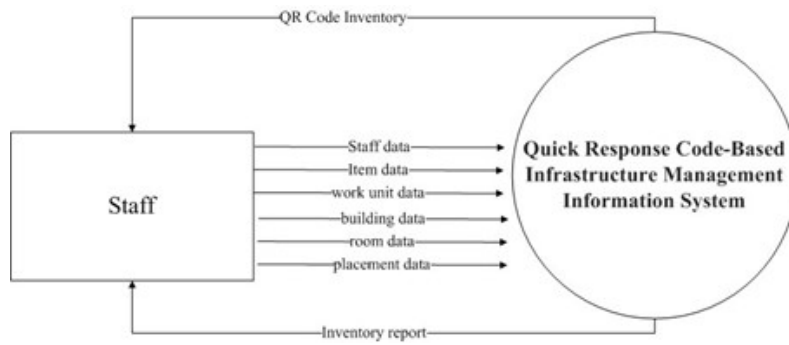 QR Code Inventory
Staff
Staff data
Item data
work unit data
building data
room data
placement data
Quick Response Code-Based
Infrastructure Management
Information System
Inventory report